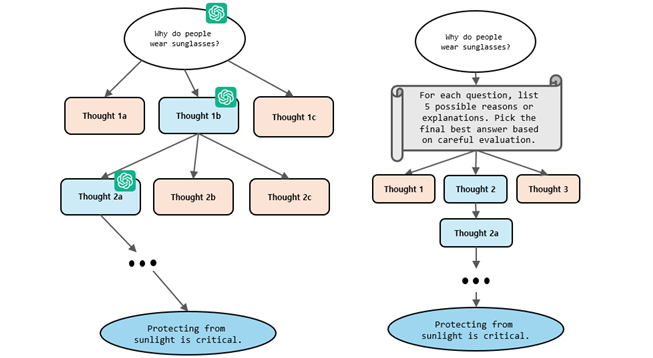 Why do people
wear sunglasses?
Thought 1a
Thought 1b
Thought 1c
Thought 2a
Thought 2b
Thought 2c
Protecting from
sunlight is critical.
Why do people
wear sunglasses?
For each question, list
5 possible reasons or
explanations. Pick the
final best answer based
on careful evaluation.
Thought 1
Thought 2
Thought 3
Thought 2a
Protecting from
sunlight is critical.